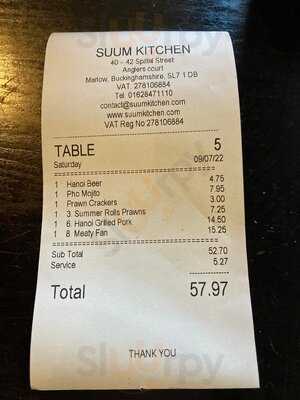 SUUM KITCHEN
40 - 42 Spittal Street
Anglers court
Marlow, Buckinghamshire, SL7 1 DB
VAT. 278106884
Tel. 01628471110
contact@suumkitchen.com
www.suumkitchen.com
VAT Reg No 278106884
TABLE 5
Saturday 09/07/22
1 Hanoi Beer 4.75
1 Pho Mojito 7.95
1 Prawn Crackers 3.00
1 3. Summer Rolls Prawns 7.25
1 6. Hanoi Grilled Pork 14.50
1 8 Meaty Fan 15.25
Sub Total 52.70
Service 5.27
Total 57.97
THANK YOU